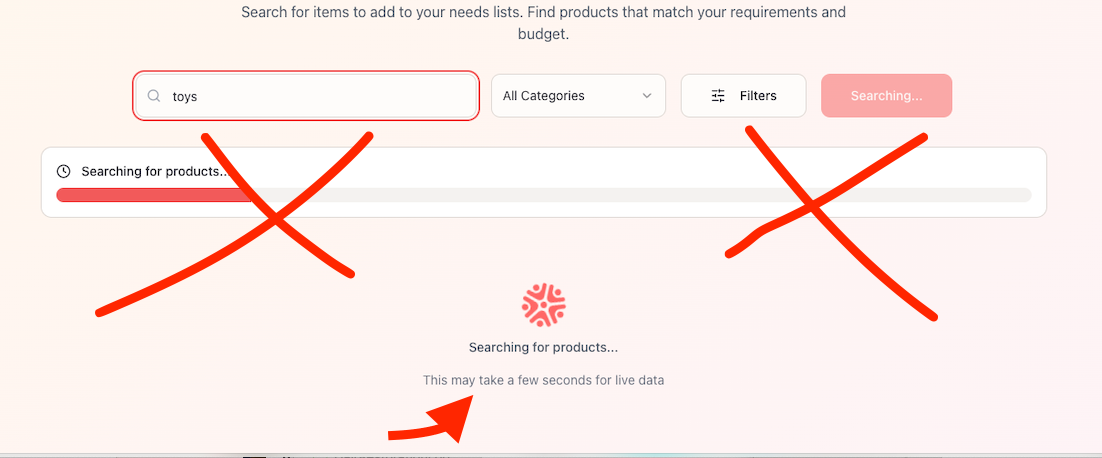 Search for items to add to your needs lists. Find products that match your requirements and
budget.
toys
All Categories
Filters
Searching...
Searching for products...
Searching for products...
This may take a few seconds for live data